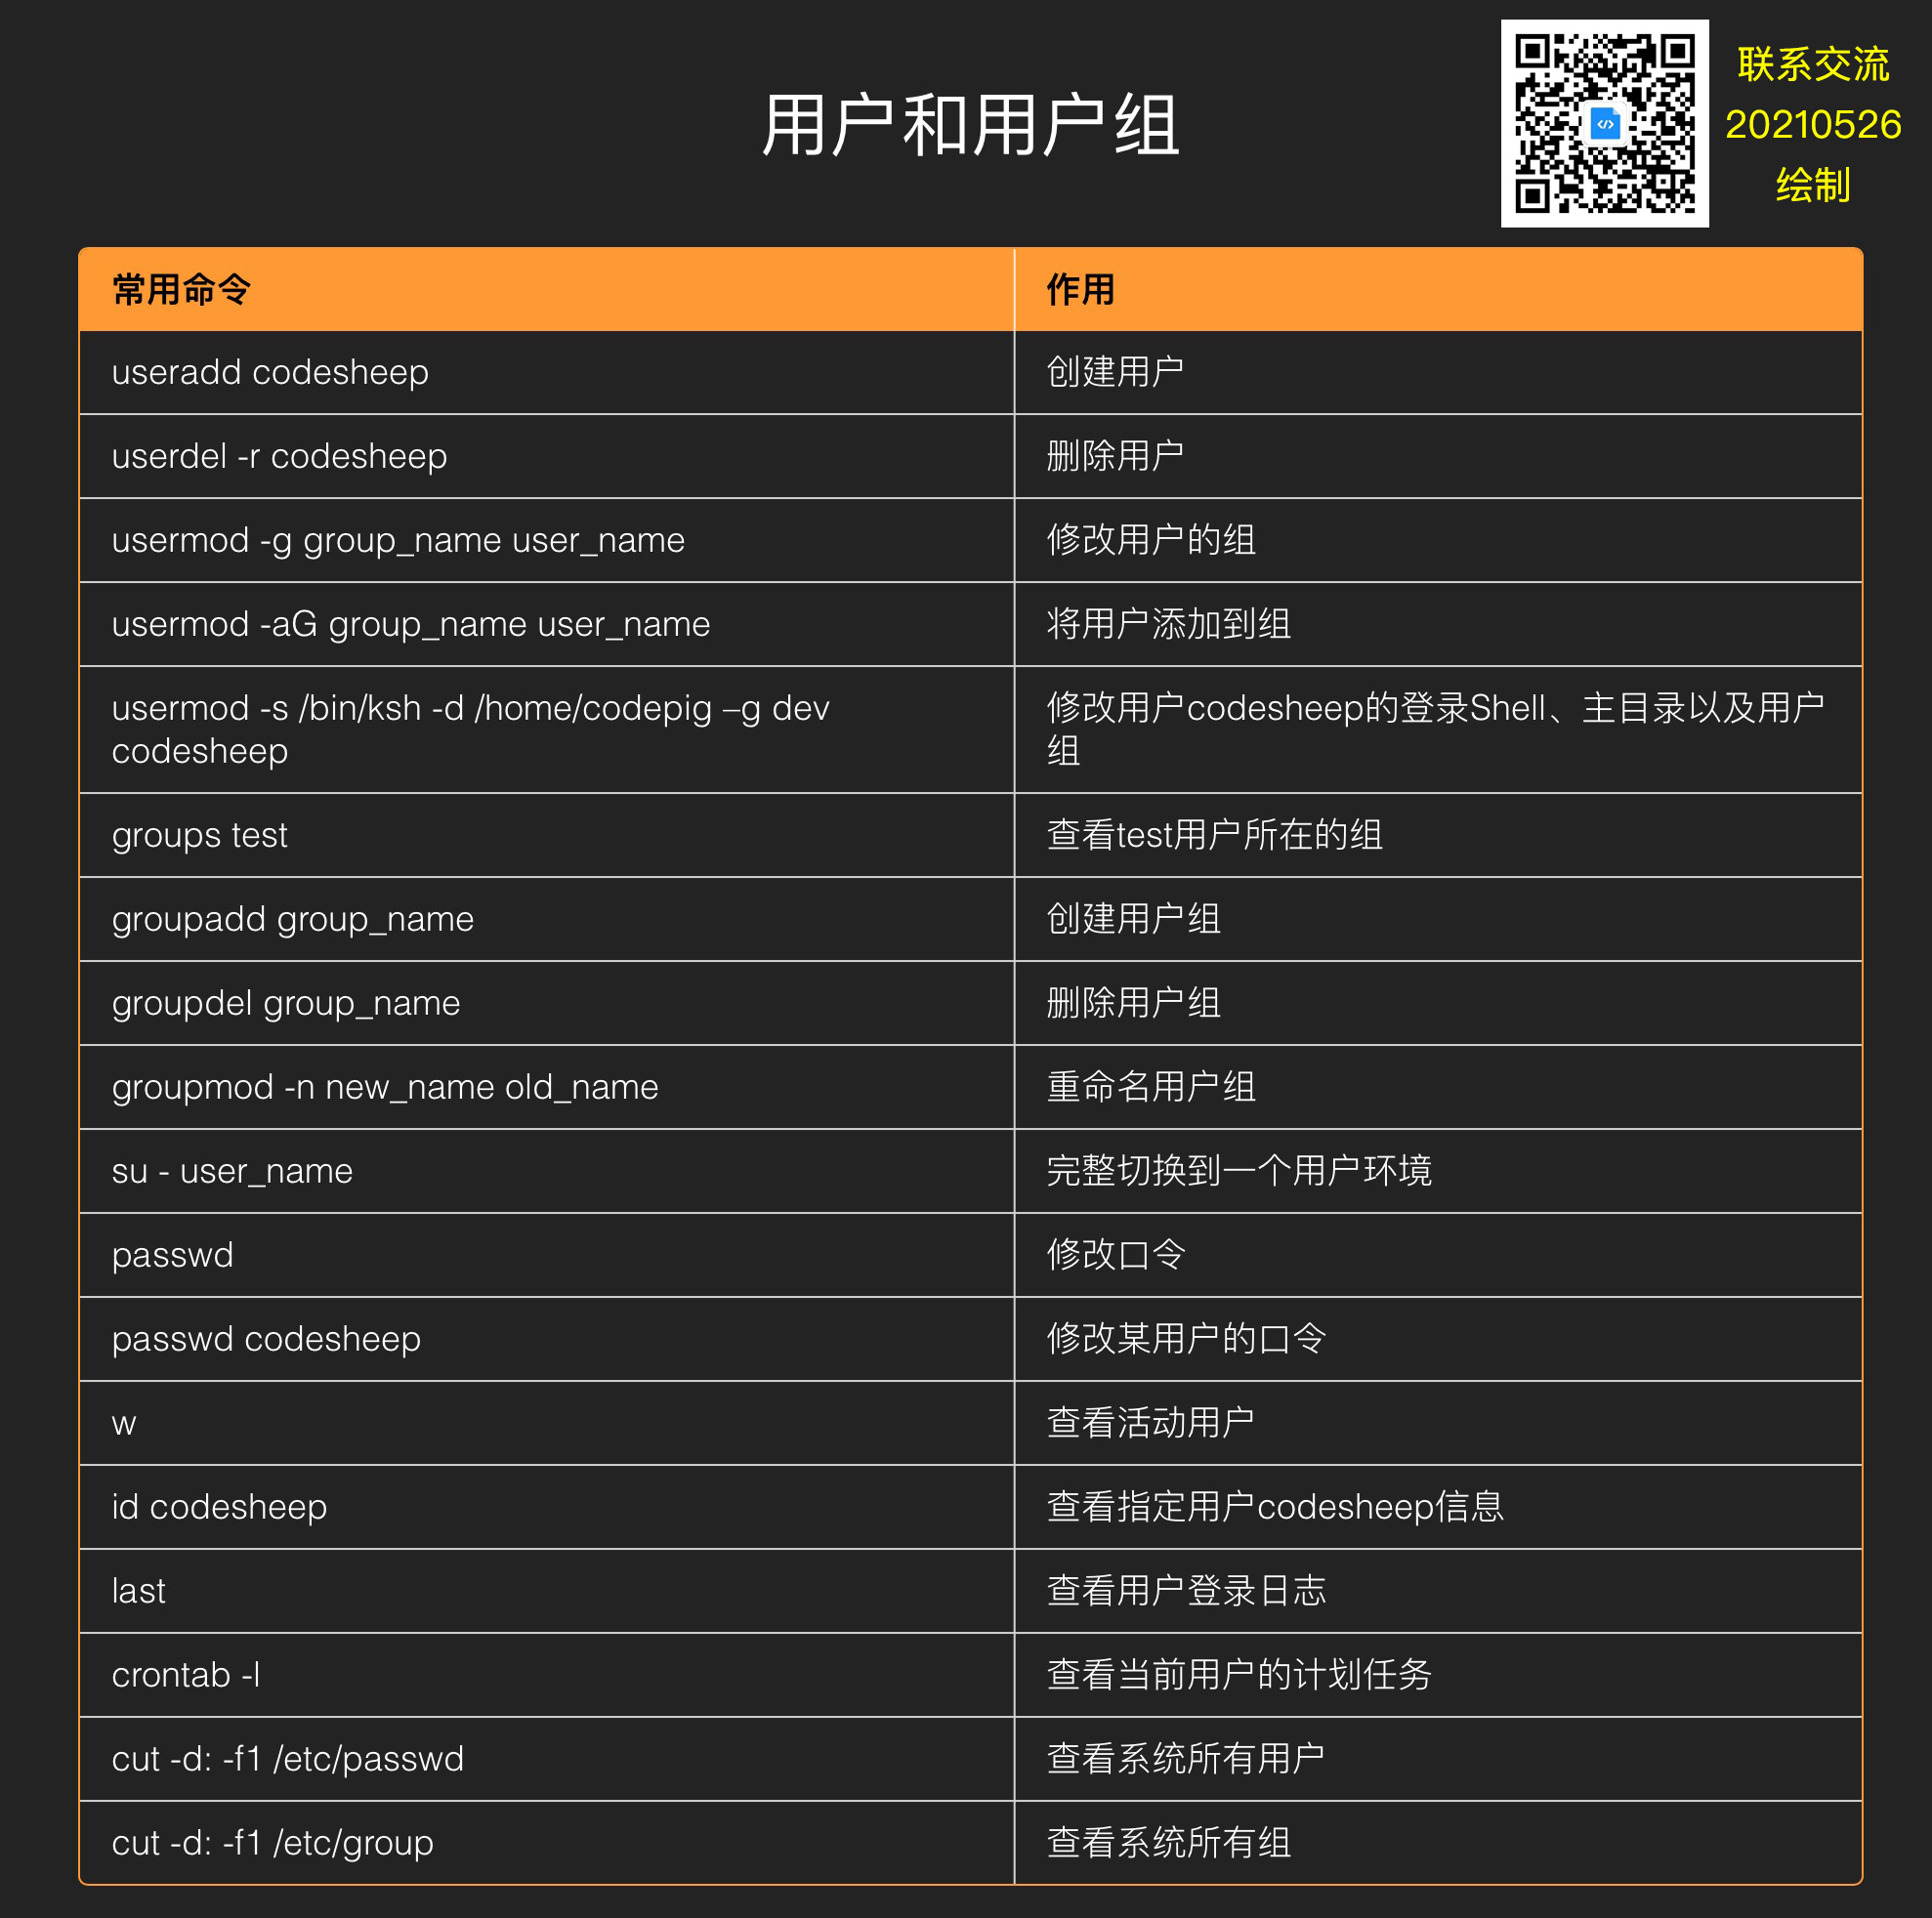 用户和用户组
联系交流
20210526
绘制
常用命令 作用
useradd codesheep 创建用户
userdel -r codesheep 删除用户
usermod -g group_name user_name 修改用户的组
usermod -aG group_name user_name 将用户添加到组
usermod -s /bin/ksh -d /home/codepig –g dev 修改用户codesheep的登录Shell、主目录以及用户
codesheep 组
groups test 查看test用户所在的组
groupadd group_name 创建用户组
groupdel group_name 删除用户组
groupmod -n new_name old_name 重命名用户组
su - user_name 完整切换到一个用户环境
passwd 修改口令
passwd codesheep 修改某用户的口令
w 查看活动用户
id codesheep 查看指定用户codesheep信息
last 查看用户登录日志
crontab -l 查看当前用户的计划任务
cut -d: -f1 /etc/passwd 查看系统所有用户
cut -d: -f1 /etc/group 查看系统所有组